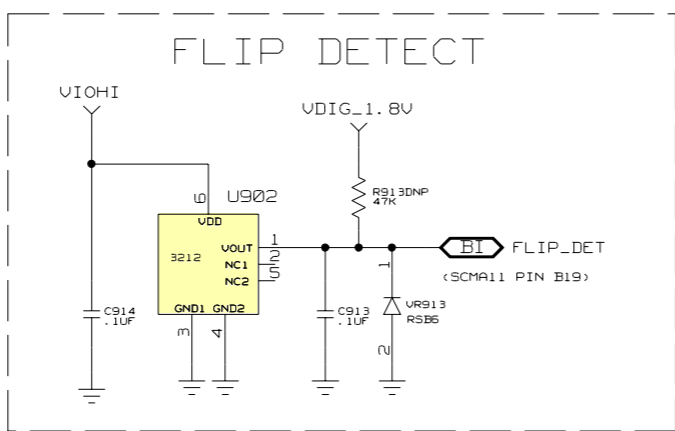 FLIP DETECT
VIOHI
VDIG_1.8V
R913DNP
47K
6
U902
VDD
VOUT
1
3212
NC1
2
NC2
5
GND1 GND2
3
4
C914
.1UF
C913
.1UF
1
VR913
RSB6
2
BI
FLIP_DET
(SCMA11 PIN B19)